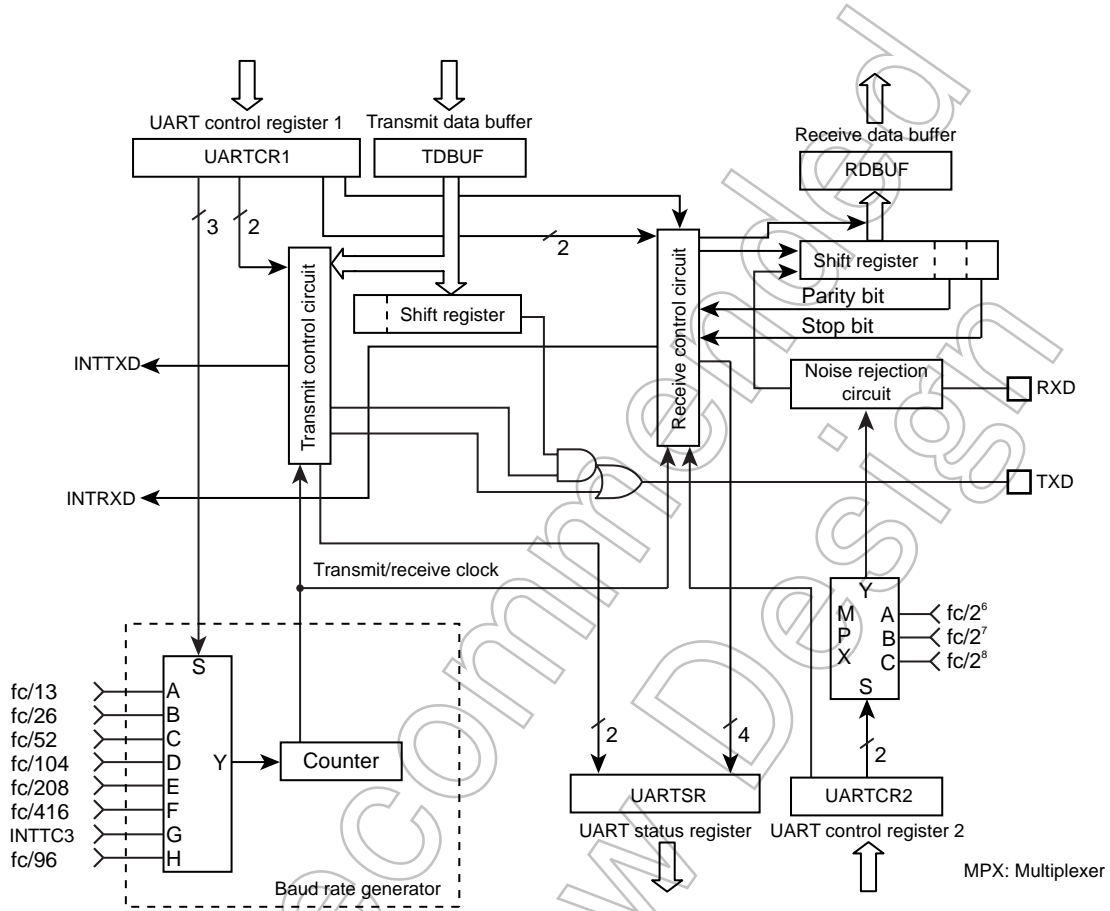 UART control register 1
Transmit data buffer
Receive data buffer
UARTCR1
TDBUF
RDBUF
3
2
2
Transmit control circuit
Shift register
Receive control circuit
Shift register
Parity bit
Stop bit
INTTXD
Noise rejection
circuit
RXD
INTRXD
TXD
Transmit/receive clock
Y
M
P
X
A
B
C
S
fc/2⁶
fc/2⁷
fc/2⁸
S
fc/13
A
fc/26
B
fc/52
C
fc/104
D
Y
Counter
fc/208
E
fc/416
F
INTTC3
G
fc/96
H
Baud rate generator
2
4
2
UARTSR
UARTCR2
UART status register
UART control register 2
MPX: Multiplexer
ecommended
w Design